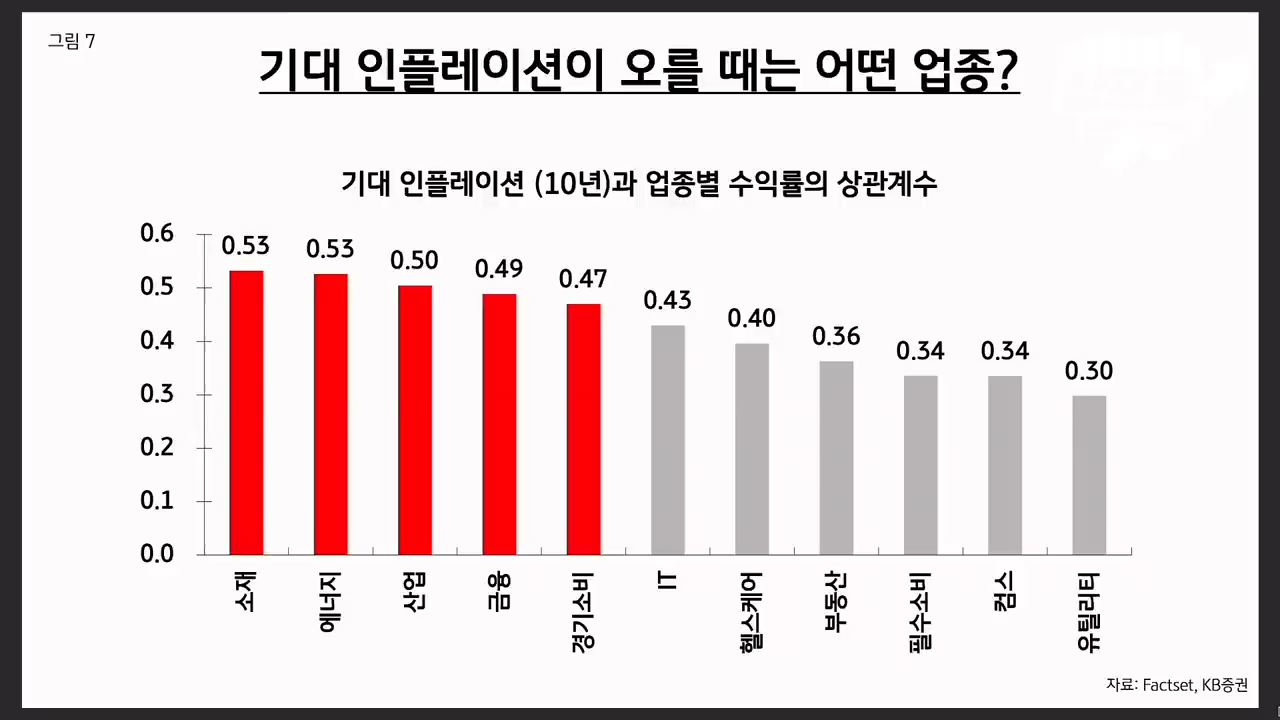 그림 7
기대 인플레이션이 오를 때는 어떤 업종?
기대 인플레이션 (10년)과 업종별 수익률의 상관계수
0.6
0.5
0.4
0.3
0.2
0.1
0.0
0.53
0.53
0.50
0.49
0.47
0.43
0.40
0.36
0.34
0.34
0.30
소재
에너지
산업
금융
경기소비
IT
헬스케어
부동산
필수소비
컴스
유틸리티
자료: Factset, KB증권